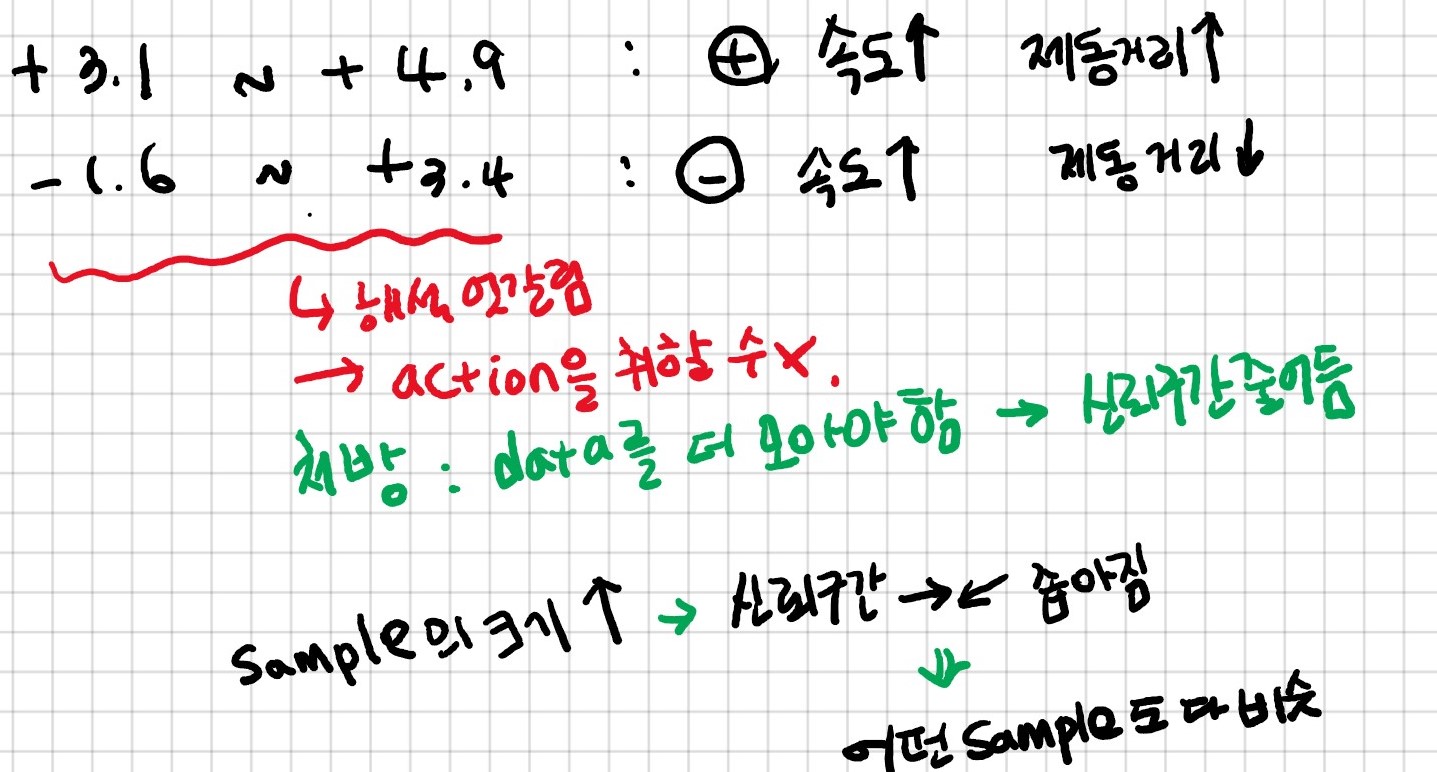 +3.1 ~ +4.9 : ⊕ 속도↑ 제동거리↑
-1.6 ~ +3.4 : ⊖ 속도↑ 제동거리↓
↳ 해석 엇갈림
→ action을 취할 수 X.
처방 : data를 더 모아야 함 → 신뢰구간 줄어듬
Sample의 크기 ↑ → 신뢰구간 →← 좁아짐
⇓
어떤 Sample도 다 비슷